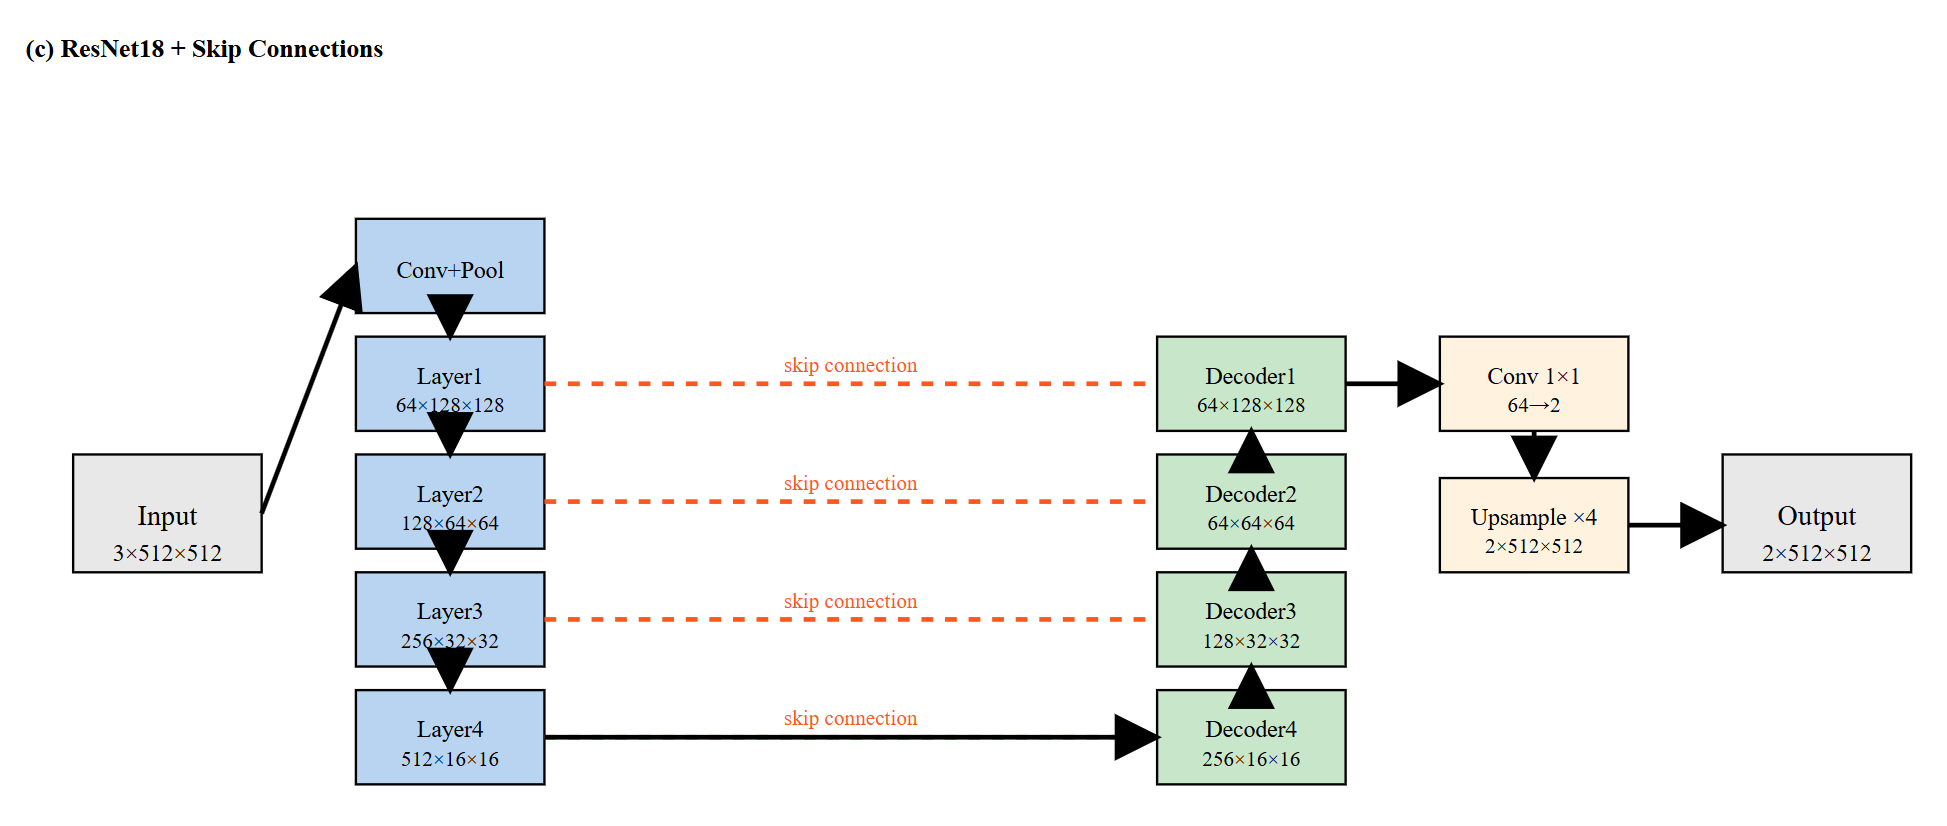 (c) ResNet18 + Skip Connections
Input
3×512×512
Conv+Pool
Layer1
64×128×128
Layer2
128×64×64
Layer3
256×32×32
Layer4
512×16×16
skip connection
skip connection
skip connection
skip connection
Decoder1
64×128×128
Decoder2
64×64×64
Decoder3
128×32×32
Decoder4
256×16×16
Conv 1×1
64→2
Upsample ×4
2×512×512
Output
2×512×512